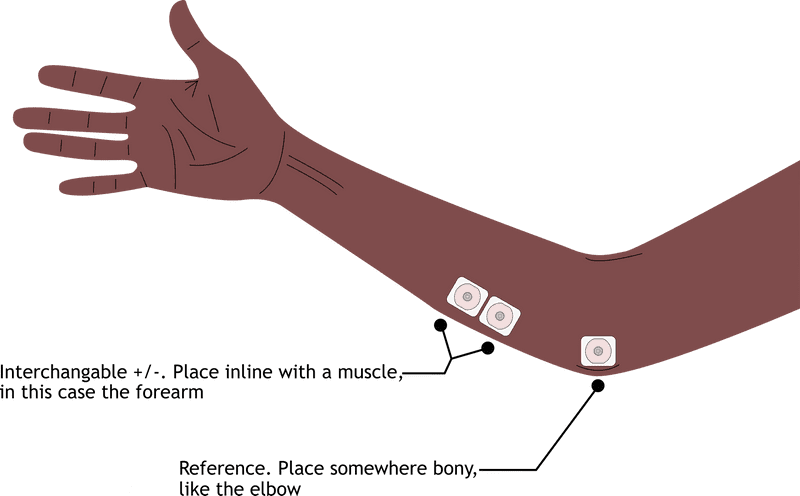 Interchangable +/-. Place inline with a muscle,
in this case the forearm
Reference. Place somewhere bony,
like the elbow